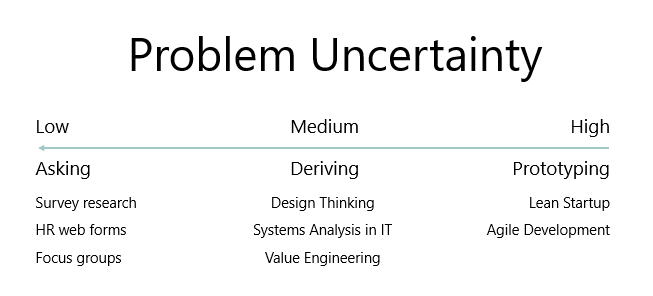 Problem Uncertainty
Low Medium High
Asking Deriving Prototyping
Survey research Design Thinking Lean Startup
HR web forms Systems Analysis in IT Agile Development
Focus groups Value Engineering